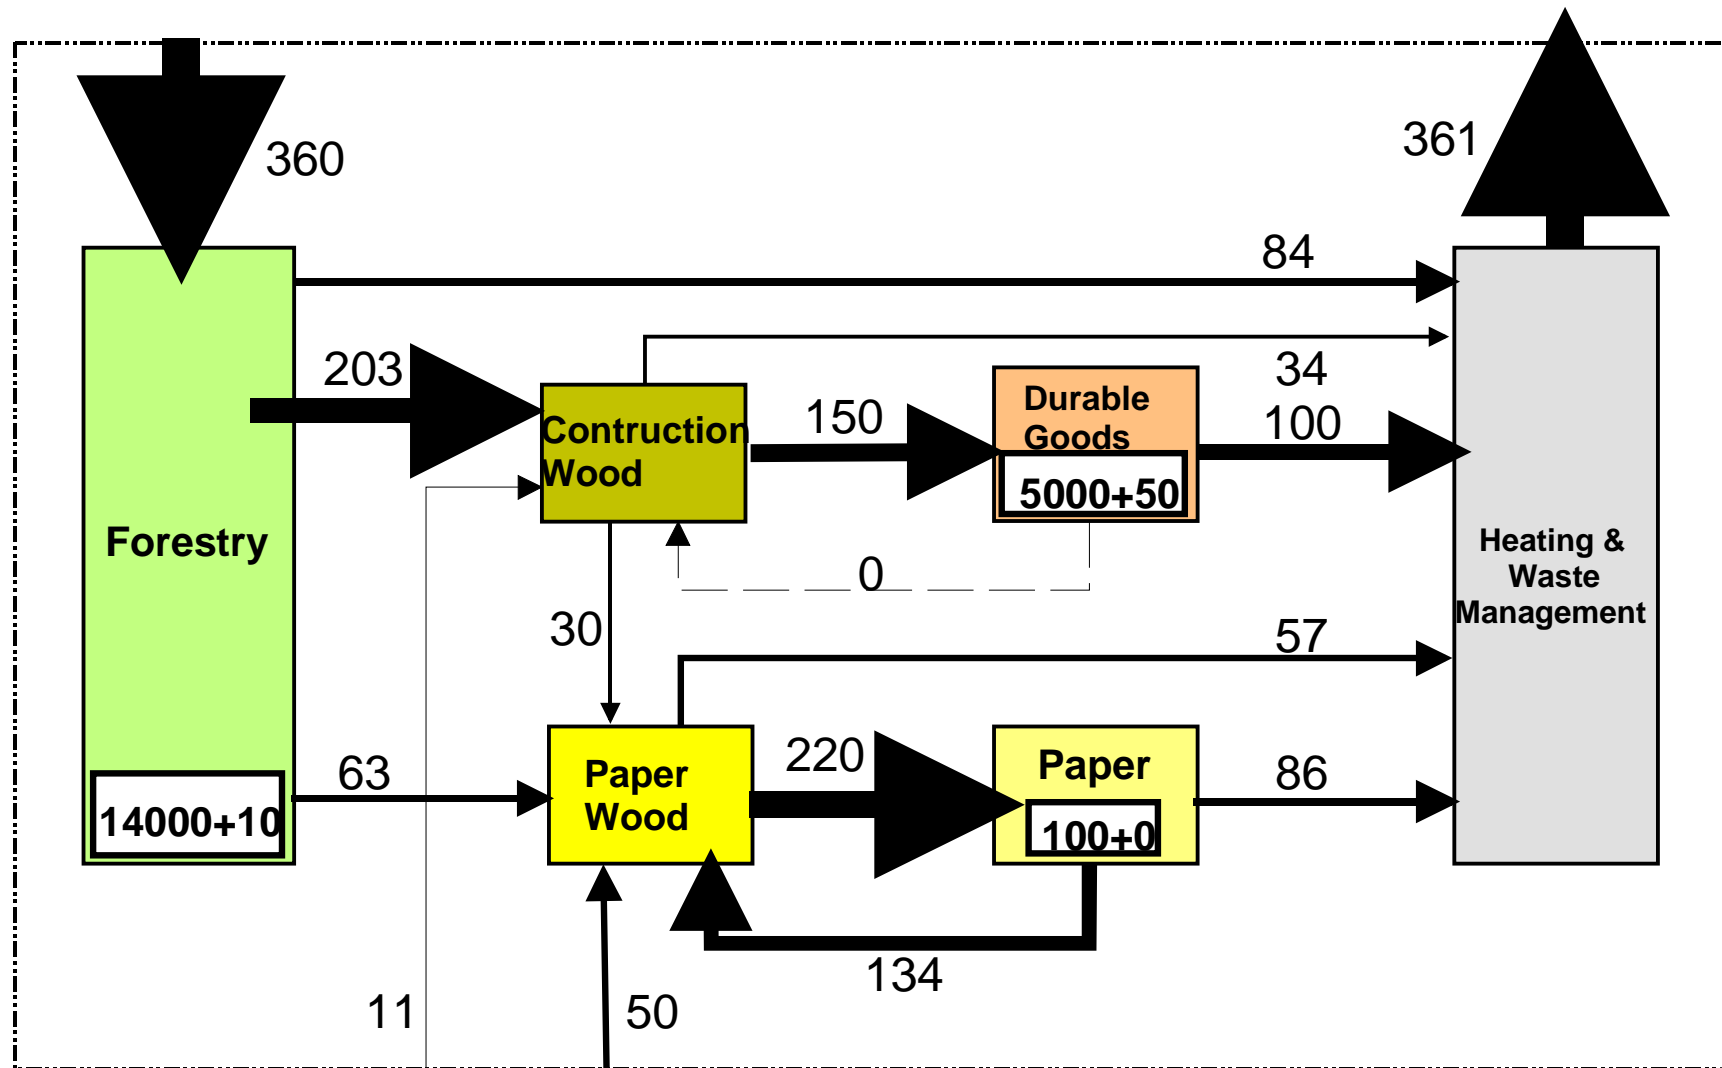 360
361
84
203
34
Contruction
Wood
150
Durable
Goods
5000+50
100
Forestry
0
Heating &
Waste
Management
30
57
14000+10
63
Paper
Wood
220
Paper
100+0
86
134
11
50